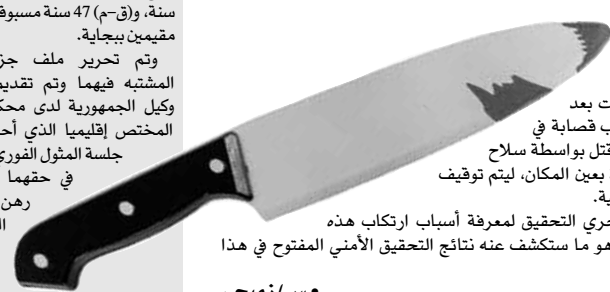 سنة، و(ق–م) 47 سنة مسبوقا
مقيمين ببجاية.
وتم تحرير ملف جز
المشتبه فيهما وتم تقديم
وكيل الجمهورية لدى محك
المختص إقليميا الذي أح
جلسة المثول الفوري
في حقهما
رهن
ت بعد
ب قصابة في
قتل بواسطة سلاح
بعين المكان، ليتم توقيف
ية.
جري التحقيق لمعرفة أسباب ارتكاب هذه
هو ما ستكشف عنه نتائج التحقيق الأمني المفتوح في هذا